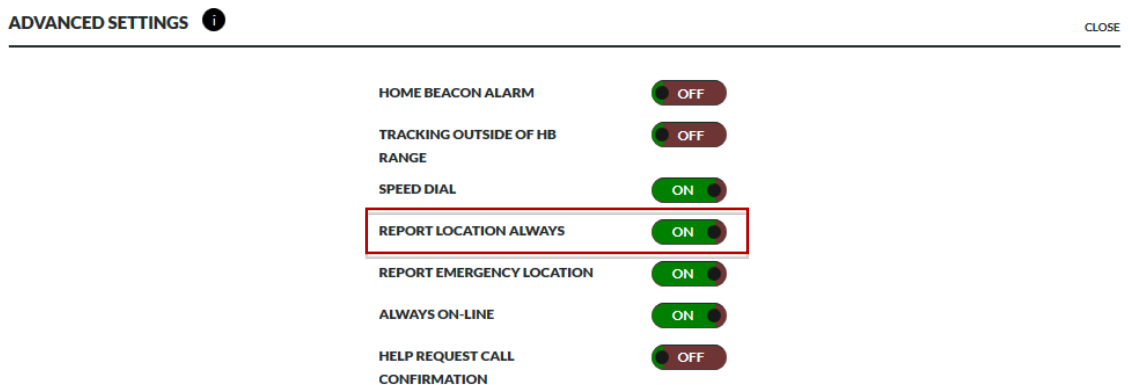 ADVANCED SETTINGS i
CLOSE
HOME BEACON ALARM OFF
TRACKING OUTSIDE OF HB OFF
RANGE
SPEED DIAL ON
REPORT LOCATION ALWAYS ON
REPORT EMERGENCY LOCATION ON
ALWAYS ON-LINE ON
HELP REQUEST CALL OFF
CONFIRMATION